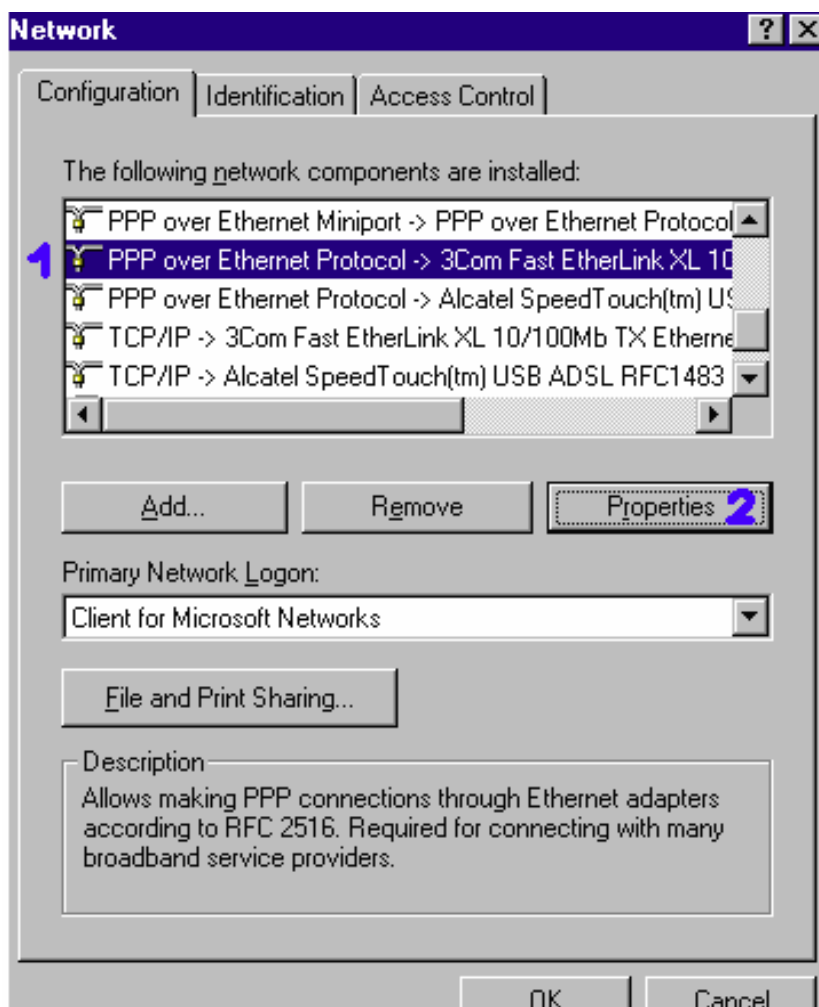 Network
Configuration Identification Access Control
The following network components are installed:
PPP over Ethernet Miniport -> PPP over Ethernet Protocol
1 PPP over Ethernet Protocol -> 3Com Fast EtherLink XL 10
PPP over Ethernet Protocol -> Alcatel SpeedTouch(tm) US
TCP/IP -> 3Com Fast EtherLink XL 10/100Mb TX Etherne
TCP/IP -> Alcatel SpeedTouch(tm) USB ADSL RFC1483
Add... Remove Properties 2
Primary Network Logon:
Client for Microsoft Networks
File and Print Sharing...
Description
Allows making PPP connections through Ethernet adapters
according to RFC 2516. Required for connecting with many
broadband service providers.
OK Cancel